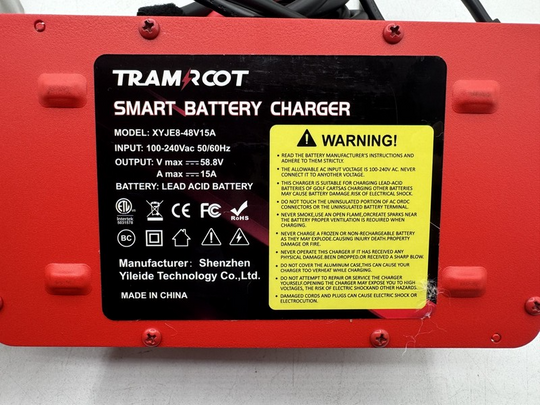 TRAMROOT
SMART BATTERY CHARGER
MODEL: XYJE8-48V15A
INPUT: 100-240Vac 50/60Hz
OUTPUT: V max 58.8V
A max 15A
BATTERY: LEAD ACID BATTERY
ETL
Intertek
5031576
CE FC RoHS
BC
Manufacturer: Shenzhen
Yileide Technology Co.,Ltd.
MADE IN CHINA
WARNING!
• READ THE BATTERY MANUFACTURER'S INSTRUCTIONS AND
ADHERE TO THEM STRICTLY.
• THE ALLOWABLE AC INPUT VOLTAGE IS 100-240V AC. NEVER
CONNECT IT TO ANYOTHER VOLTAGE.
• THIS CHARGER IS SUITABLE FOR CHARGING LEAD-ACID
BATTERIES OF GOLF CARTSAS CHARGING OTHER BATTERIES
MAY CAUSE BATTERY DAMAGE,RISK OF ELECTRICAL SHOCK.
• DO NOT TOUCH THE UNINSULATED PORTION OF AC ORDC
CONNECTORS OR THE UNINSULATED BATTERY TERMINAL.
• NEVER SMOKE,USE AN OPEN FLAME,ORCREATE SPARKS NEAR
THE BATTERY PROPER VENTILATION IS REQUIRED WHEN
CHARGING.
• NEVER CHARGE A FROZEN OR NON-RECHARGEABLE BATTERY
AS THEY MAY EXPLODE.CAUSING INJURY DEATH.PROPERTY
DAMAGE OR FIRE.
• NEVER OPERATE THIS CHARGER IF IT HAS RECEIVED ANY
PHYSICAL DAMAGE,BEEN DROPPED,OR RECEIVED A SHARP BLOW.
• DO NOT COVER THE ALUMINUM CASE,THIS CAN CAUSE YOUR
CHARGER TOO VERHEAT WHILE CHARGING.
• DO NOT ATTEMPT TO REPAIR OR SERVICE THE CHARGER
YOURSELF.OPENING THE CHARGER MAY EXPOSE YOU TO HIGH
VOLTAGES, THE RISK OF ELECTRIC SHOCKAND OTHER HAZARDS.
• DAMAGED CORDS AND PLUGS CAN CAUSE ELECTRIC SHOCK OR
ELECTROCUTION.